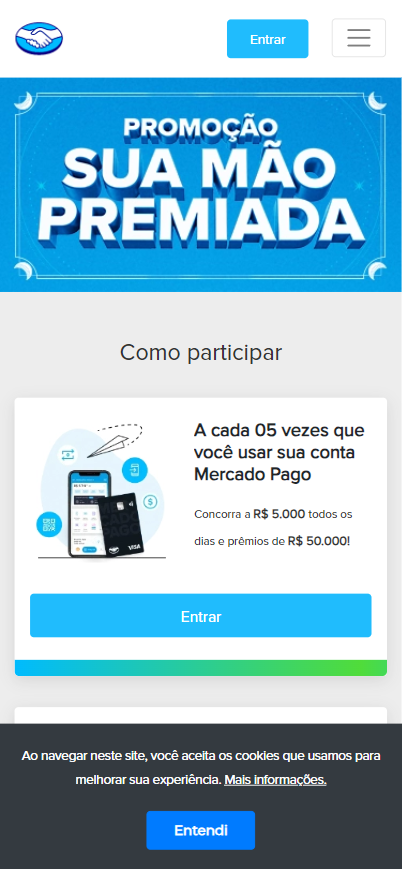 Entrar
PROMOÇÃO
SUA MÃO
PREMIADA
Como participar
A cada 05 vezes que
você usar sua conta
Mercado Pago
Concorra a R$ 5.000 todos os
dias e prêmios de R$ 50.000!
VISA
Entrar
Ao navegar neste site, você aceita os cookies que usamos para
melhorar sua experiência. Mais informações.
Entendi